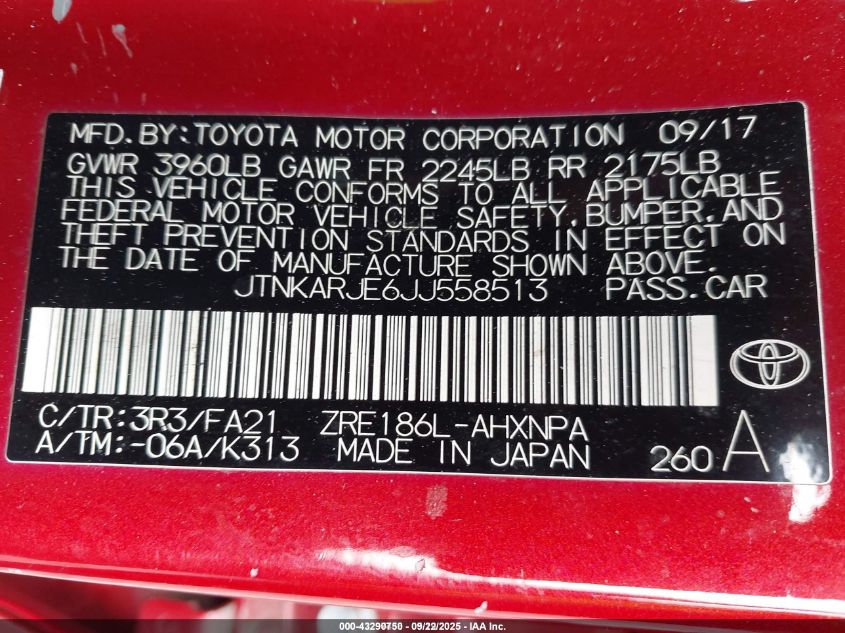 MFD.BY:TOYOTA MOTOR CORPORATION 09/17
GVWR 3960LB GAWR FR 2245LB RR 2175LB
THIS VEHICLE CONFORMS TO ALL APPLICABLE
FEDERAL MOTOR VEHICLE SAFETY, BUMPER, AND
THEFT PREVENTION STANDARDS IN EFFECT ON
THE DATE OF MANUFACTURE SHOWN ABOVE.
JTNKARJE6JJ558513 PASS.CAR
C/TR:3R3/FA21 ZRE186L-AHXNPA
A/TM:-06A/K313 MADE IN JAPAN 260 A
000-43290750 - 09/22/2025 - IAA Inc.